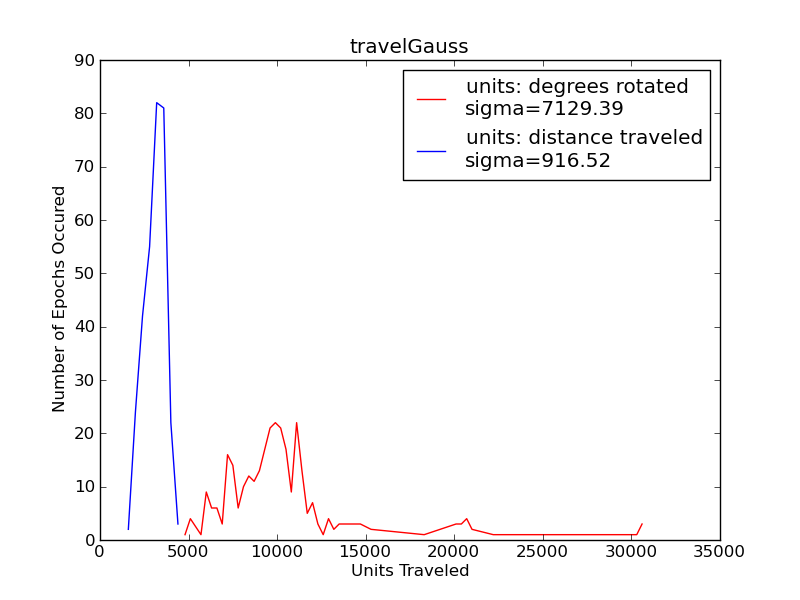 travelGauss
units: degrees rotated
sigma=7129.39
units: distance traveled
sigma=916.52
Number of Epochs Occured
90
80
70
60
50
40
30
20
10
0
0 5000 10000 15000 20000 25000 30000 35000
Units Traveled